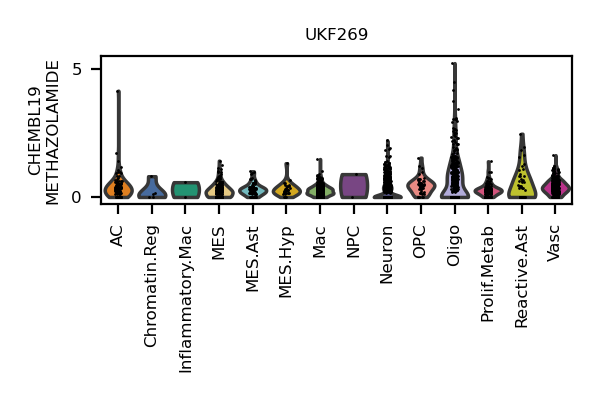 UKF269
CHEMBL19
METHAZOLAMIDE
5
0
AC
Chromatin.Reg
Inflammatory.Mac
MES
MES.Ast
MES.Hyp
Mac
NPC
Neuron
OPC
Oligo
Prolif.Metab
Reactive.Ast
Vasc